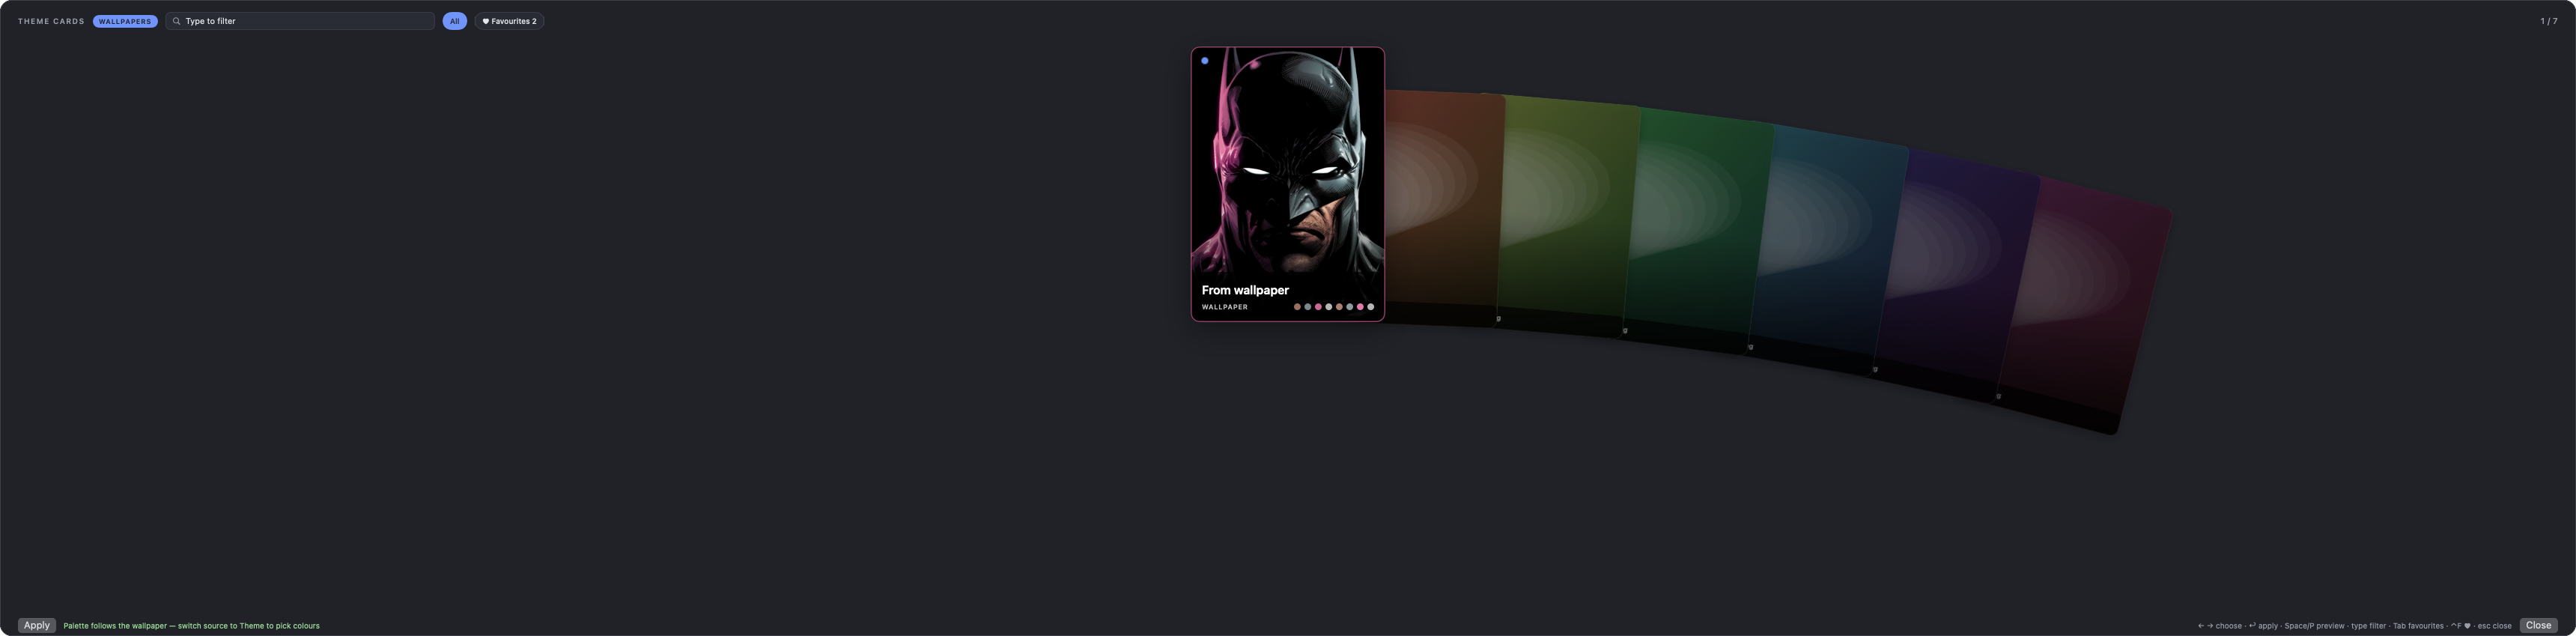 THEME CARDS WALLPAPERS Type to filter All ♥ Favourites 2 1 / 7
From wallpaper
WALLPAPER
g
g
g
g
g
Apply Palette follows the wallpaper — switch source to Theme to pick colours ← → choose · ↵ apply · Space/P preview · type filter · Tab favourites · ^F ♥ · esc close Close